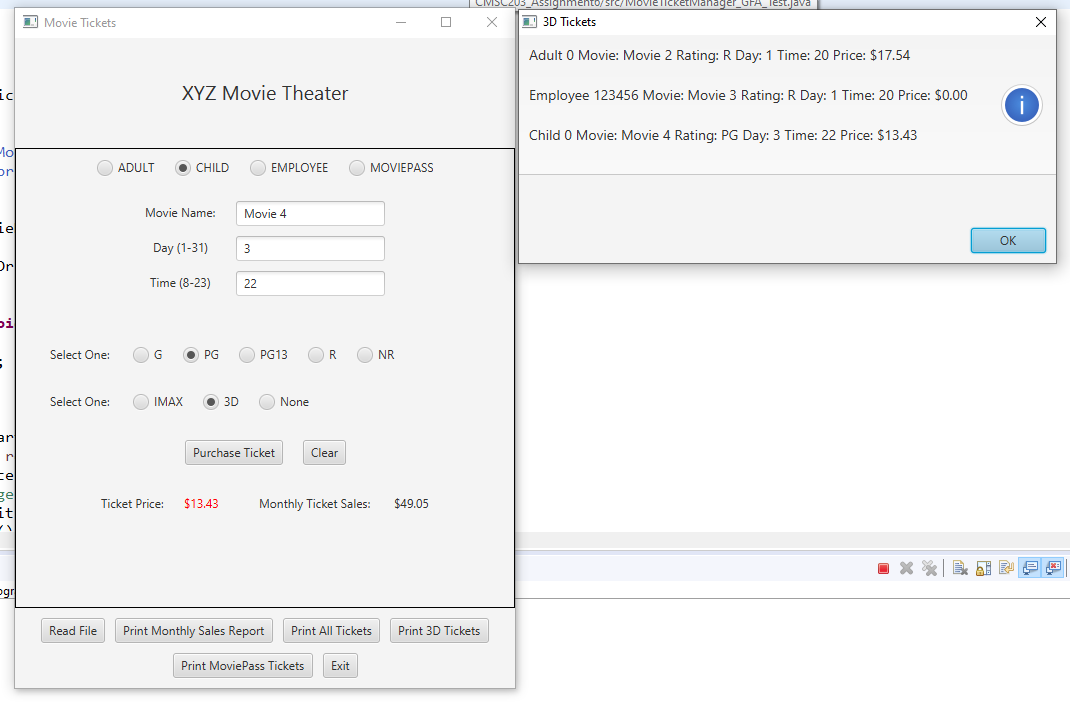 CMSC203_Assignment6/src/MovieTicketManager_GFA_Test.java
Movie Tickets
XYZ Movie Theater
ADULT CHILD EMPLOYEE MOVIEPASS
Movie Name: Movie 4
Day (1-31) 3
Time (8-23) 22
Select One: G PG PG13 R NR
Select One: IMAX 3D None
Purchase Ticket Clear
Ticket Price: $13.43 Monthly Ticket Sales: $49.05
Read File Print Monthly Sales Report Print All Tickets Print 3D Tickets
Print MoviePass Tickets Exit
3D Tickets
Adult 0 Movie: Movie 2 Rating: R Day: 1 Time: 20 Price: $17.54
Employee 123456 Movie: Movie 3 Rating: R Day: 1 Time: 20 Price: $0.00
Child 0 Movie: Movie 4 Rating: PG Day: 3 Time: 22 Price: $13.43
OK